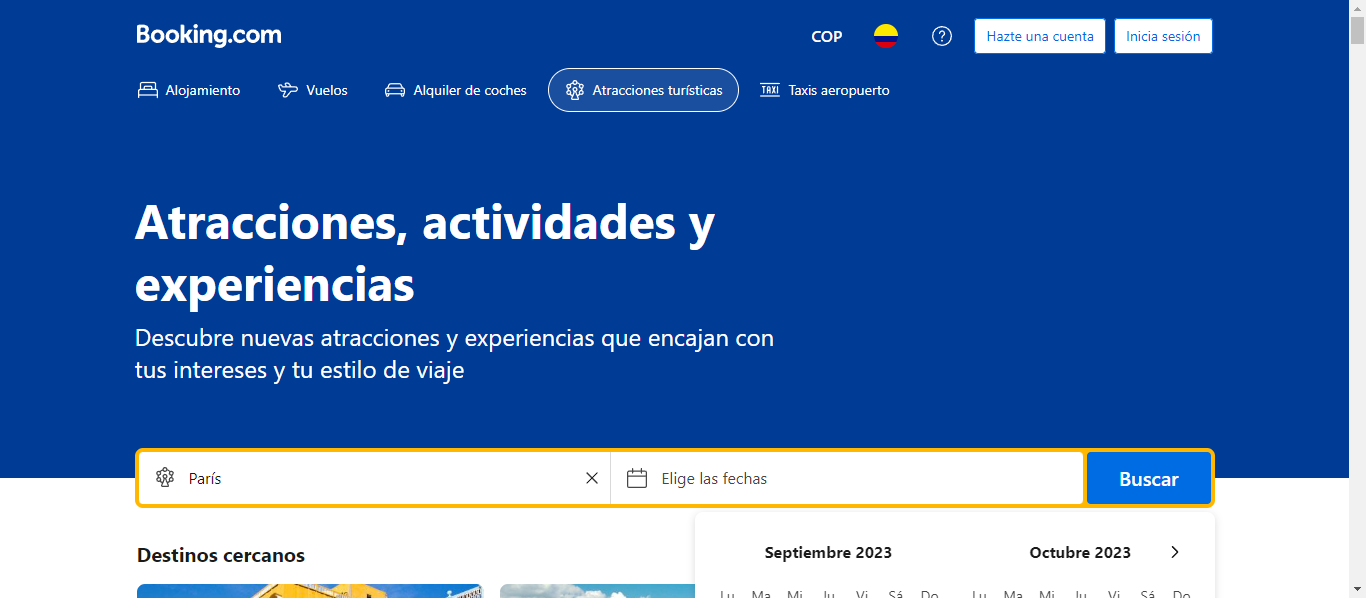 Booking.com
COP
Hazte una cuenta
Inicia sesión
Alojamiento
Vuelos
Alquiler de coches
Atracciones turísticas
TAXI
Taxis aeropuerto
Atracciones, actividades y
experiencias
Descubre nuevas atracciones y experiencias que encajan con
tus intereses y tu estilo de viaje
París
Elige las fechas
Buscar
Destinos cercanos
Septiembre 2023
Octubre 2023
Lu Ma Mi Ju Vi Sá Do
Lu Ma Mi Ju Vi Sá Do